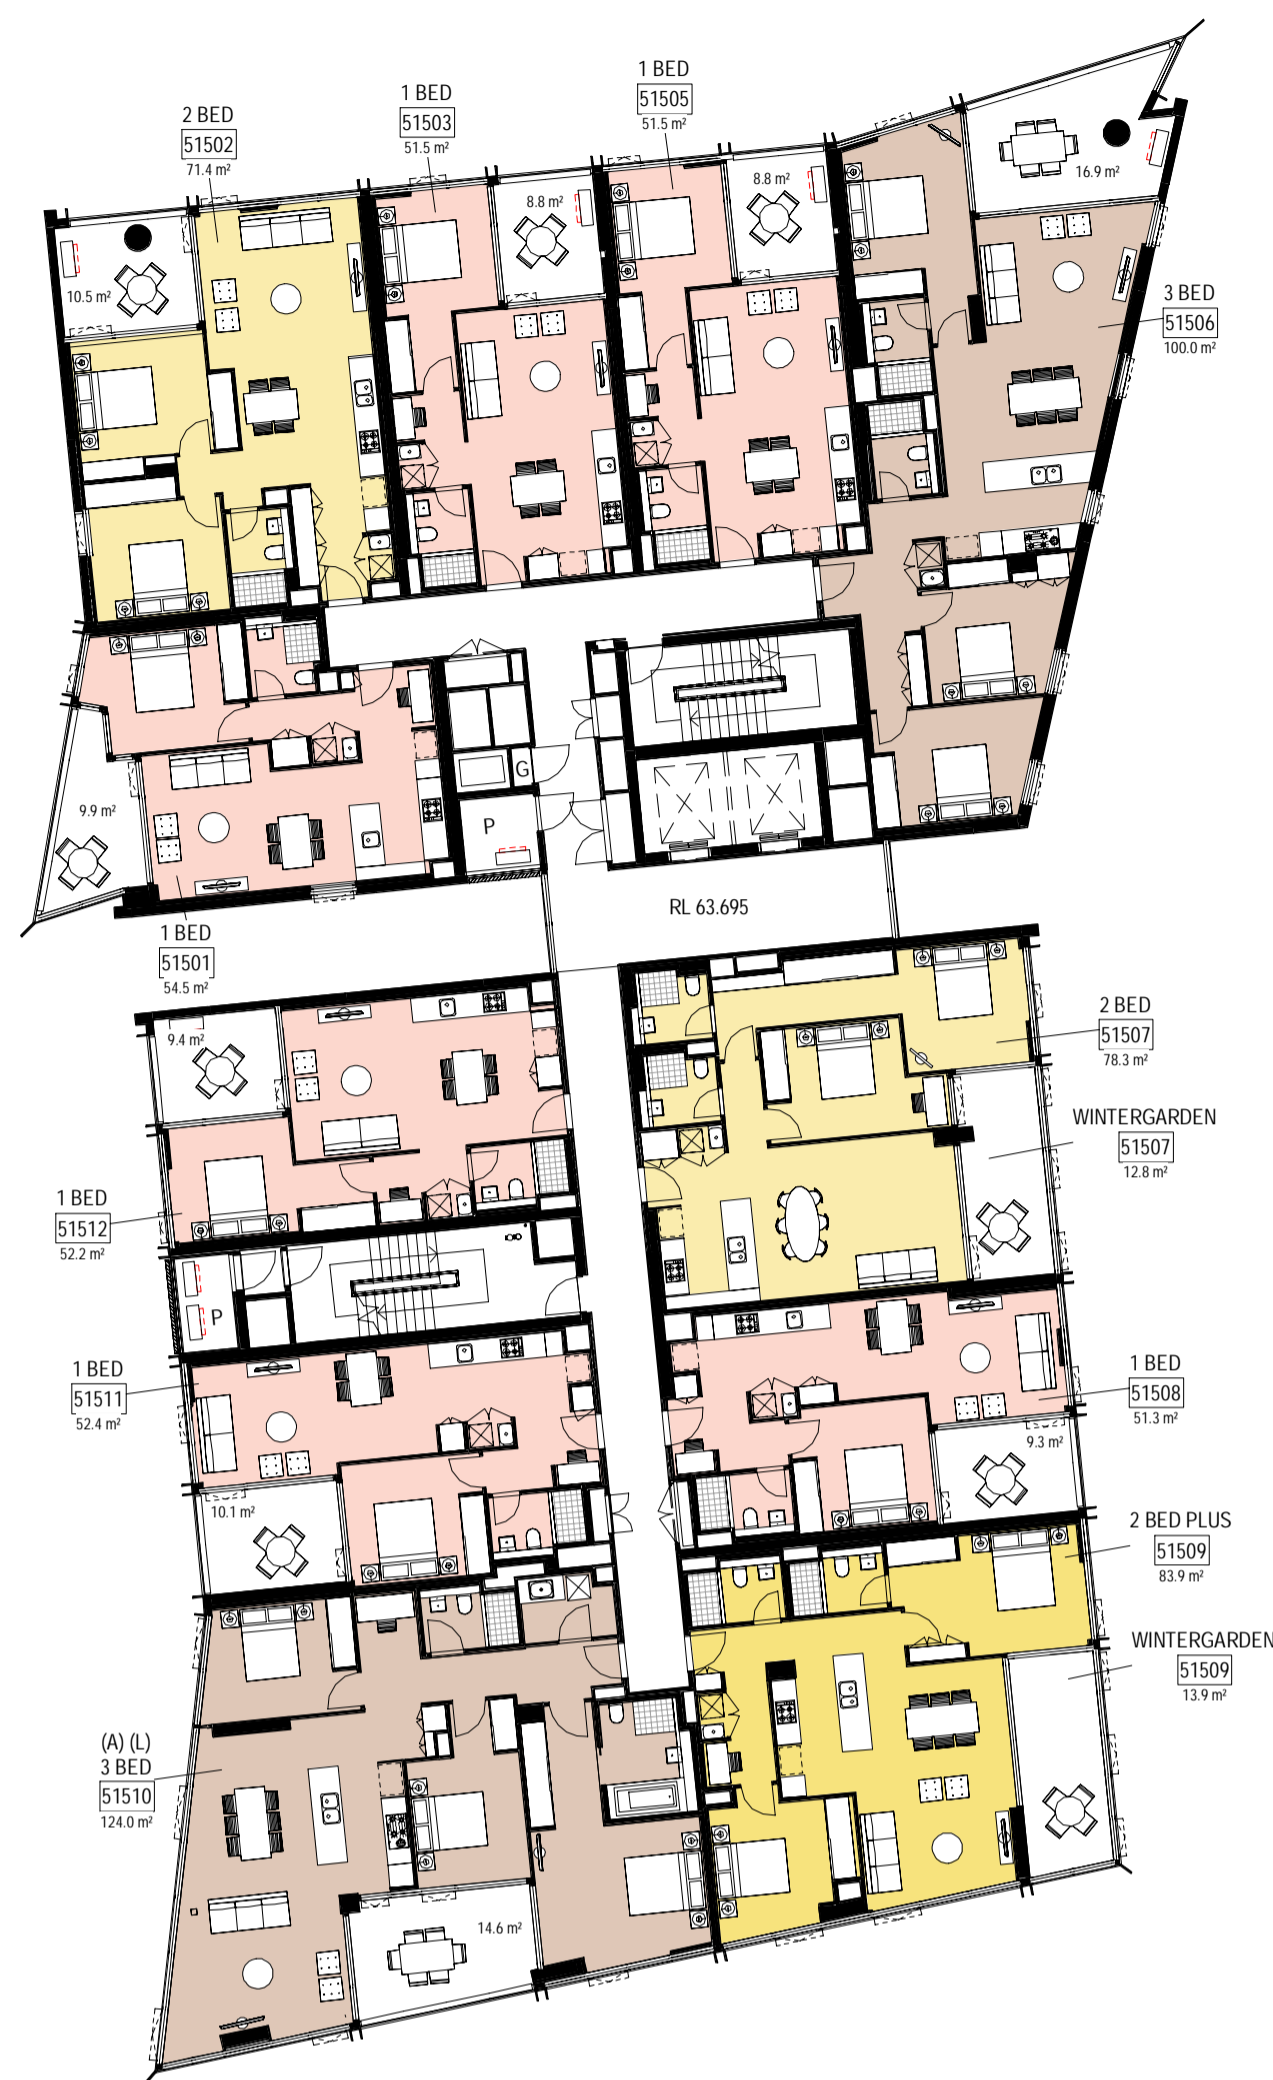 1 BED
51505
51.5 m²
1 BED
51503
51.5 m²
2 BED
51502
71.4 m²
16.9 m²
8.8 m²
8.8 m²
10.5 m²
3 BED
51506
100.0 m²
G
P
9.9 m²
RL 63.695
1 BED
51501
54.5 m²
2 BED
51507
78.3 m²
9.4 m²
WINTERGARDEN
51507
12.8 m²
1 BED
51512
52.2 m²
P
1 BED
51511
52.4 m²
1 BED
51508
51.3 m²
9.3 m²
10.1 m²
2 BED PLUS
51509
83.9 m²
WINTERGARDEN
51509
13.9 m²
(A) (L)
3 BED
51510
124.0 m²
14.6 m²